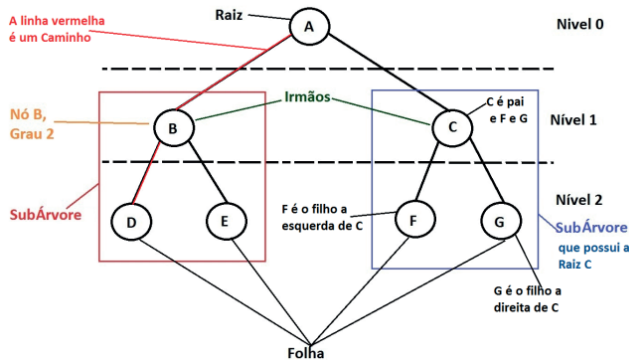 Raiz
A
Nivel 0
A linha vermelha
é um Caminho
Nó B,
Grau 2
B
Irmãos
C
C é pai
e F e G
Nível 1
Nível 2
SubÁrvore
D
E
F é o filho a
esquerda de C
F
G
SubÁrvore
que possui a
Raiz C
G é o filho a
direita de C
Folha